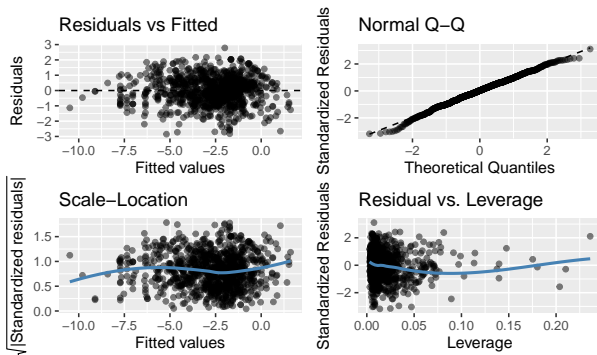 Residuals vs Fitted
Residuals
3
2
1
0
−1
−2
−3
−10.0 −7.5 −5.0 −2.5 0.0
Fitted values
Normal Q−Q
Standardized Residuals
2
0
−2
−2 0 2
Theoretical Quantiles
Scale−Location
√|Standardized residuals|
1.5
1.0
0.5
0.0
−10.0 −7.5 −5.0 −2.5 0.0
Fitted values
Residual vs. Leverage
Standardized Residuals
2
0
−2
0.00 0.05 0.10 0.15 0.20
Leverage